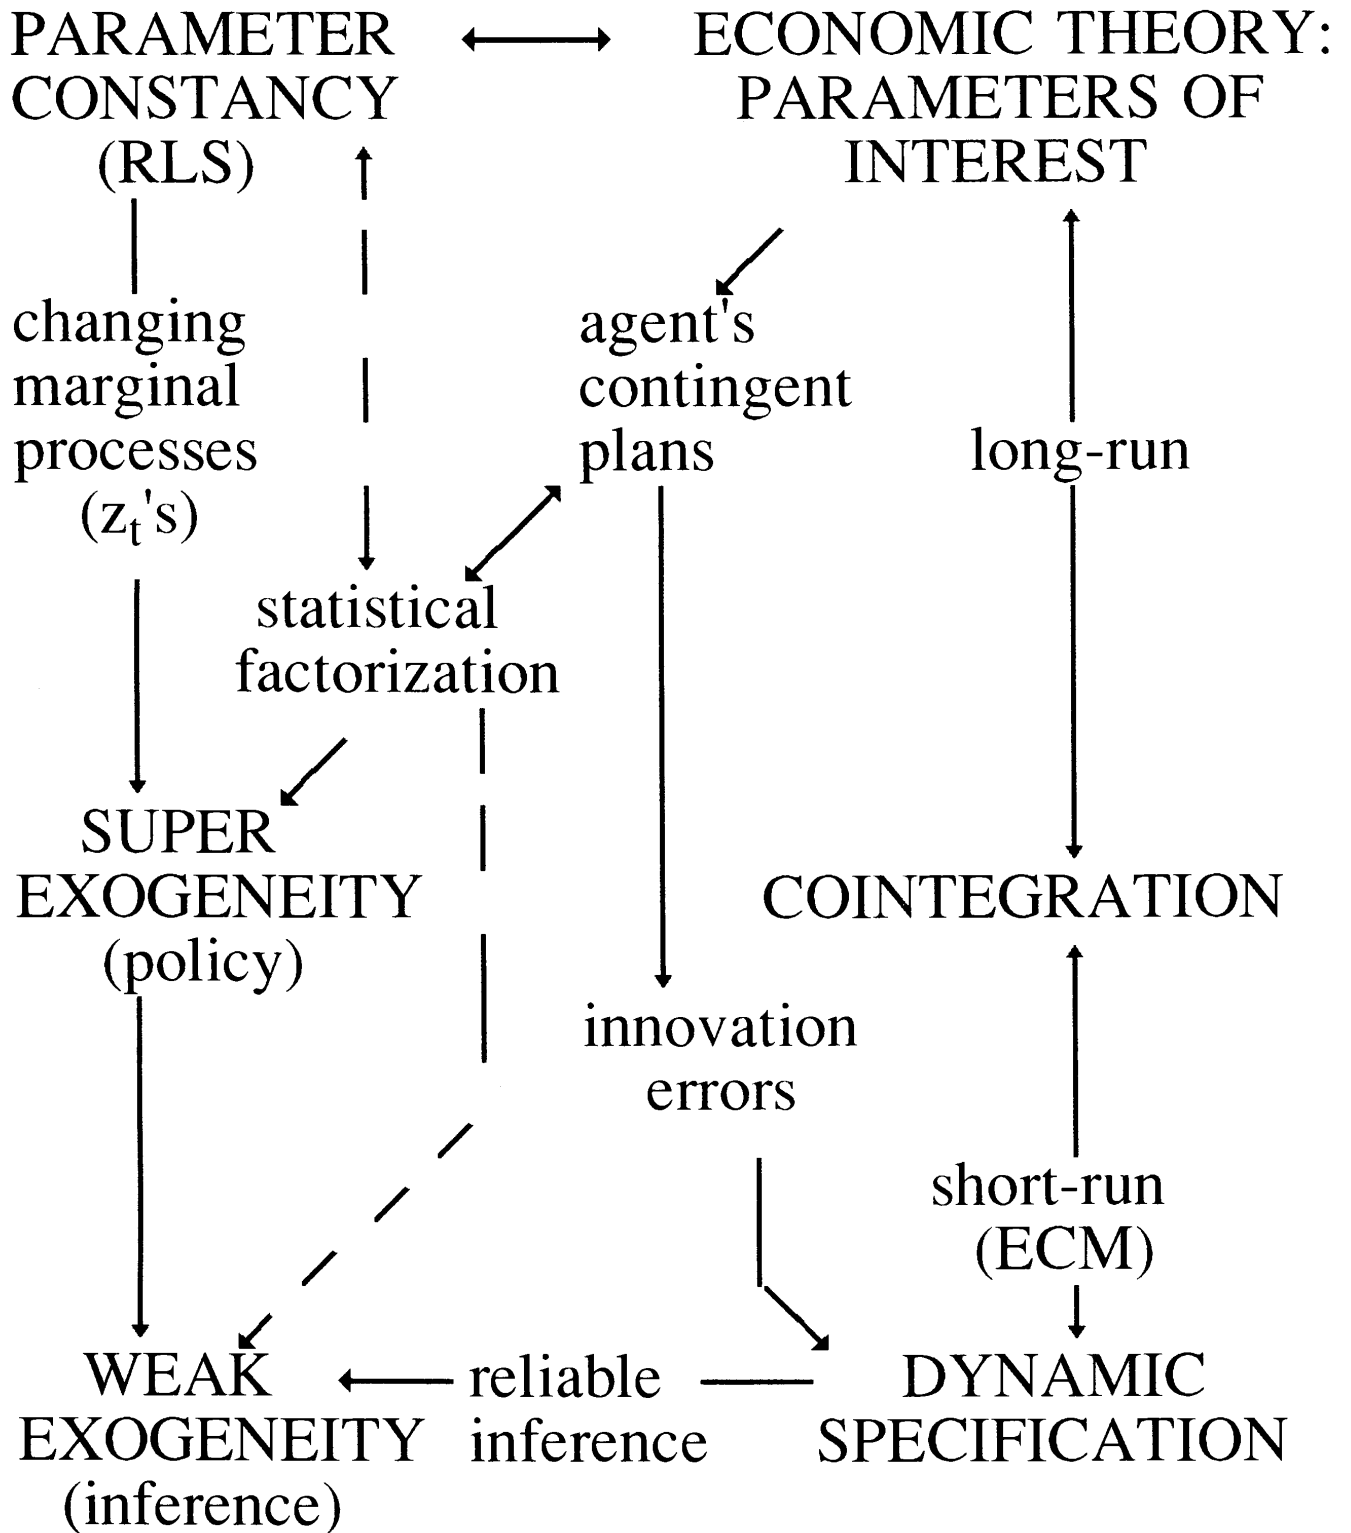 PARAMETER
CONSTANCY
(RLS)
ECONOMIC THEORY:
PARAMETERS OF
INTEREST
changing
marginal
processes
(zt's)
agent's
contingent
plans
long-run
statistical
factorization
SUPER
EXOGENEITY
(policy)
COINTEGRATION
innovation
errors
short-run
(ECM)
WEAK
EXOGENEITY
(inference)
reliable
inference
DYNAMIC
SPECIFICATION